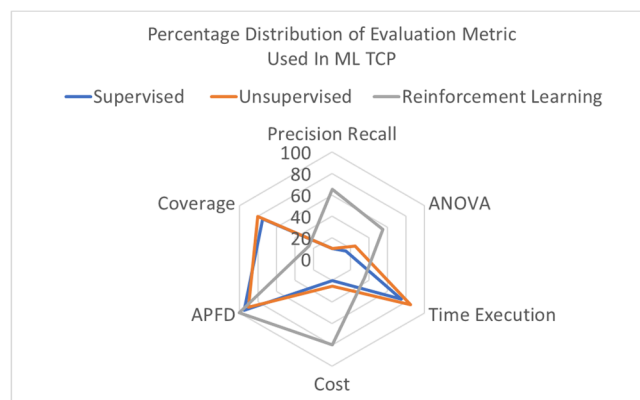 Percentage Distribution of Evaluation Metric
Used In ML TCP
Supervised Unsupervised Reinforcement Learning
Precision Recall
100
80
60
40
20
0
ANOVA
Time Execution
Cost
APFD
Coverage